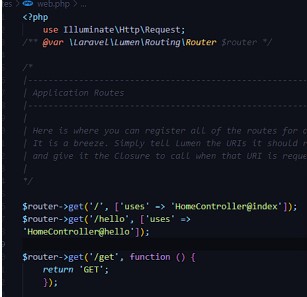 tes > web.php > ...
<?php
use Illuminate\Http\Request;
/** @var \Laravel\Lumen\Routing\Router $router */
/*
|--------------------------------------------------
| Application Routes
|--------------------------------------------------
|
| Here is where you can register all of the routes for
| It is a breeze. Simply tell Lumen the URIs it should
| and give it the Closure to call when that URI is
|
*/
$router->get('/', ['uses' => 'HomeController@index']);
$router->get('/hello', ['uses' =>
'HomeController@hello']);
$router->get('/get', function () {
return 'GET';
});